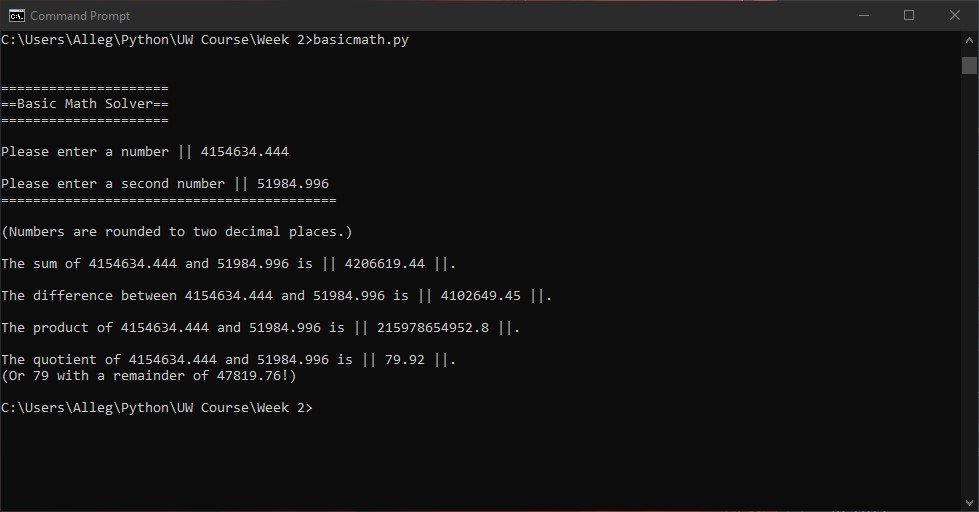 Command Prompt
C:\Users\Alleg\Python\UW Course\Week 2>basicmath.py
=====================
==Basic Math Solver==
=====================
Please enter a number || 4154634.444
Please enter a second number || 51984.996
==========================================
(Numbers are rounded to two decimal places.)
The sum of 4154634.444 and 51984.996 is || 4206619.44 ||.
The difference between 4154634.444 and 51984.996 is || 4102649.45 ||.
The product of 4154634.444 and 51984.996 is || 215978654952.8 ||.
The quotient of 4154634.444 and 51984.996 is || 79.92 ||.
(Or 79 with a remainder of 47819.76!)
C:\Users\Alleg\Python\UW Course\Week 2>